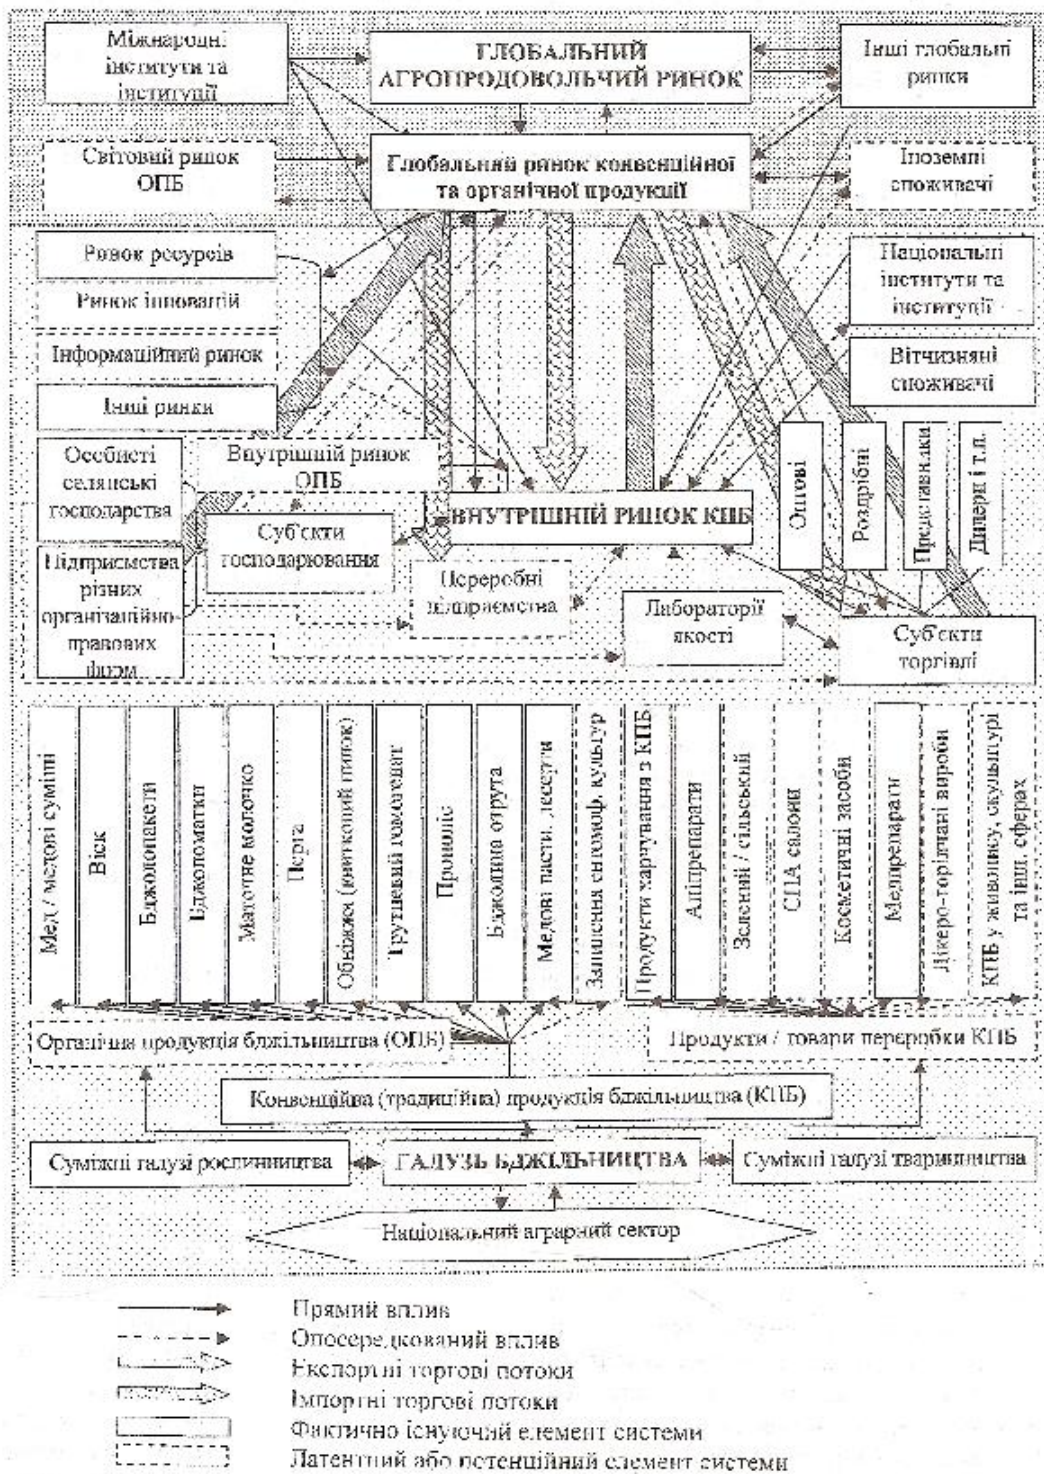 Міжнародні
інститути та
інституції
ГЛОБАЛЬНИЙ
АГРОПРОДОВОЛЬЧИЙ РИНОК
Інші глобальні
ринки
Світовий ринок
ОПБ
Глобальний ринок конвенційної
та органічної продукції
Іноземні
споживачі
Ринок ресурсів
Ринок інновацій
Інформаційний ринок
Інші ринки
Національні
інститути та
інституції
Вітчизняні
споживачі
Особисті
селянські
господарства
Внутрішній ринок
ОПБ
Оптові
Роздрібні
Представники
Дилери і т.п.
ВНУТРІШНІЙ РИНОК КПБ
Суб'єкти
господарювання
Підприємства
різних
організаційно-
правових
форм
Переробні
підприємства
Лабораторії
якості
Суб'єкти
торгівлі
Мед / медові суміші
Віск
Бджолопакети
Бджоломатки
Маточне молочко
Перга
Обніжжя (квітковий пилок)
Трутневий гомогенат
Прополіс
Бджолина отрута
Медові пасти, десерти
Запилення ентомоф. культур
Продукти харчування з КПБ
Апіпрепарати
Зелений / сільський
СПА салони
Косметичні засоби
Медпрепарати
Лікеро-горілчані вироби
КПБ у живопису, скульптурі
та інш. сферах
Органічна продукція бджільництва (ОПБ)
Продукти / товари переробки КПБ
Конвенційна (традиційна) продукція бджільництва (КПБ)
Суміжні галузі рослинництва
ГАЛУЗЬ БДЖІЛЬНИЦТВА
Суміжні галузі тваринництва
Національний аграрний сектор
Прямий вплив
Опосередкований вплив
Експортні торгові потоки
Імпортні торгові потоки
Фактично існуючий елемент системи
Латентний або потенційний елемент системи